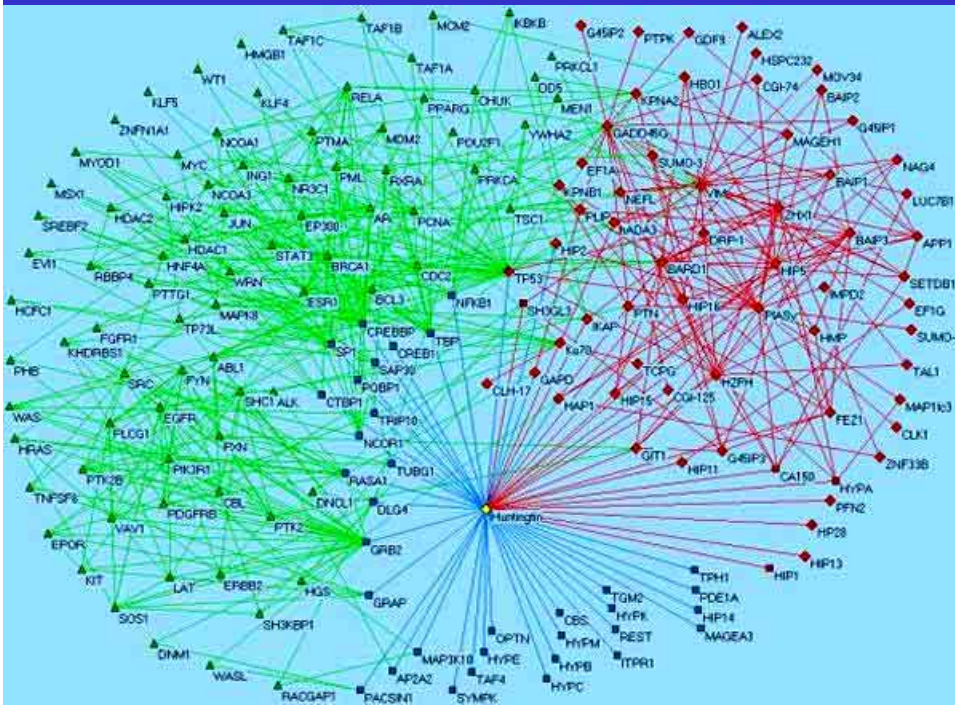 TAF1B
MCM2
IKBKB
G45IP2
PTPK
GDF9
ALEX2
TAF1C
HMGB1
TAF1A
PRKCL1
HSPC232
MOV34
WT1
OD5
HBO1
CGI-74
BAIP2
KLF5
KLF4
RELA
PPARG
CHUK
MEN1
KPNA2
ZNFN1A1
NCOA1
PTMA
MDM2
POU2F1
YWHA2
GADD45G
MAGEH1
G45IP1
MYOD1
MYC
ING1
PML
RXRA
PRKCA
EF1A
SUMO-3
NAG4
MSX1
HIPK2
NCOA3
NR3C1
KPNB1
NEFL
VIM
BAIP1
LUC7B1
SREBF2
HDAC2
JUN
EP300
AR
PCNA
TSC1
PLIP
ZHX1
HADA3
EVI1
HDAC1
STAT3
BRCA1
HIP2
DRP-1
BAIP3
APP1
RBBP4
HNF4A
WRN
CDC2
TP53
BARD1
HIP5
SETDB1
HCFC1
PTTG1
MAPK8
ESR1
BCL3
NFKB1
SH3GL3
PTN
HIP16
PIASy
IMPD2
EF1G
FGFR1
TP73L
CREBBP
TBP
IKAP
HMP
SUMO-
KHDRBS1
SP1
CREB1
Ku70
PHB
SRC
FYN
ABL1
SAP30
GAPD
TCPG
HZFH
TAL1
WAS
EGFR
SHC1
ALK
CTBP1
PQBP1
CLH-17
HAP1
HIP15
CGI-125
MAP1lc3
HRAS
PLCG1
PXN
TRIP10
FEZ1
CLK1
PIK3R1
NCOR1
GIT1
G45IP3
ZNF33B
TNFSF6
PTK2B
CBL
RASA1
TUBG1
HIP11
CA150
HYPA
VAV1
PDGFRB
PTK2
DNCL1
DLG4
Huntingtin
PFN2
EPOR
GRB2
HP28
KIT
LAT
ERBB2
HGS
HIP1
HIP13
TPH1
SOS1
GRAP
TGM2
PDE1A
SH3KBP1
CBS
HYPK
HIP14
DNM1
OPTN
HYPM
REST
MAGEA3
WASL
MAP3K10
HYPE
HYPB
ITPR1
RACGAP1
AP2A2
TAF4
HYPC
PACSIN1
SYMPK